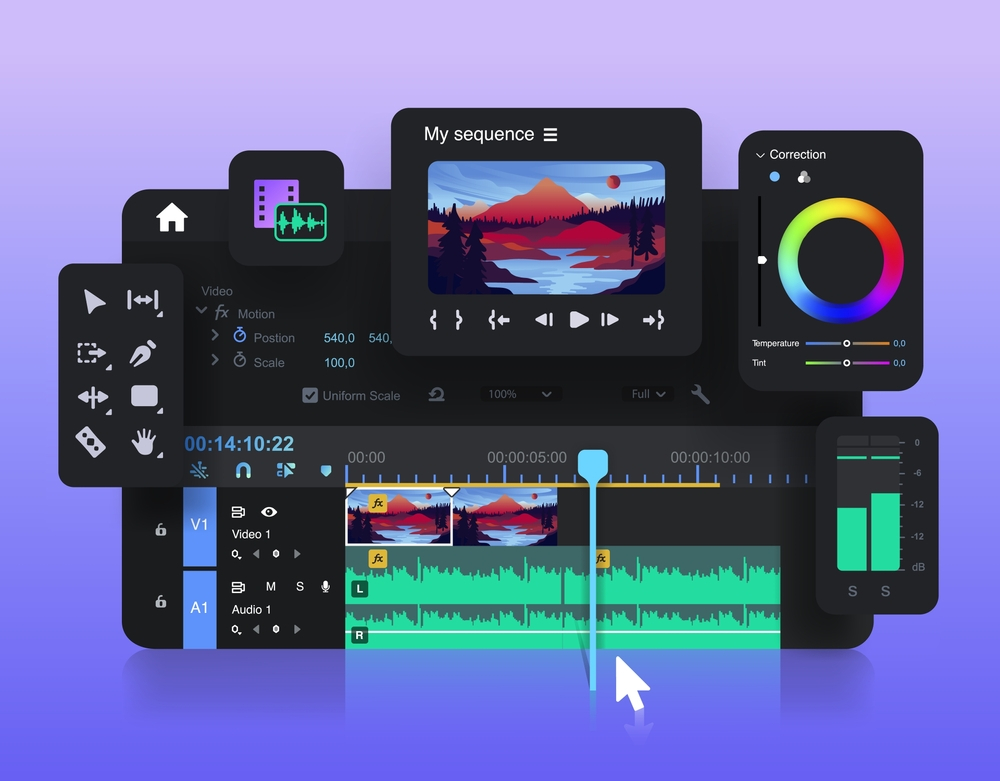 My sequence
Correction
Temperature 0,0
Tint 0,0
Video
fx Motion
Postion 540,0 540,
Scale 100,0
Uniform Scale 100% Full
00:14:10:22
00:00 00:00:05:00 00:00:10:00
V1
Video 1
fx
A1
M S
Audio 1
fx fx
L
R
0
-6
-12
-12
dB
S S